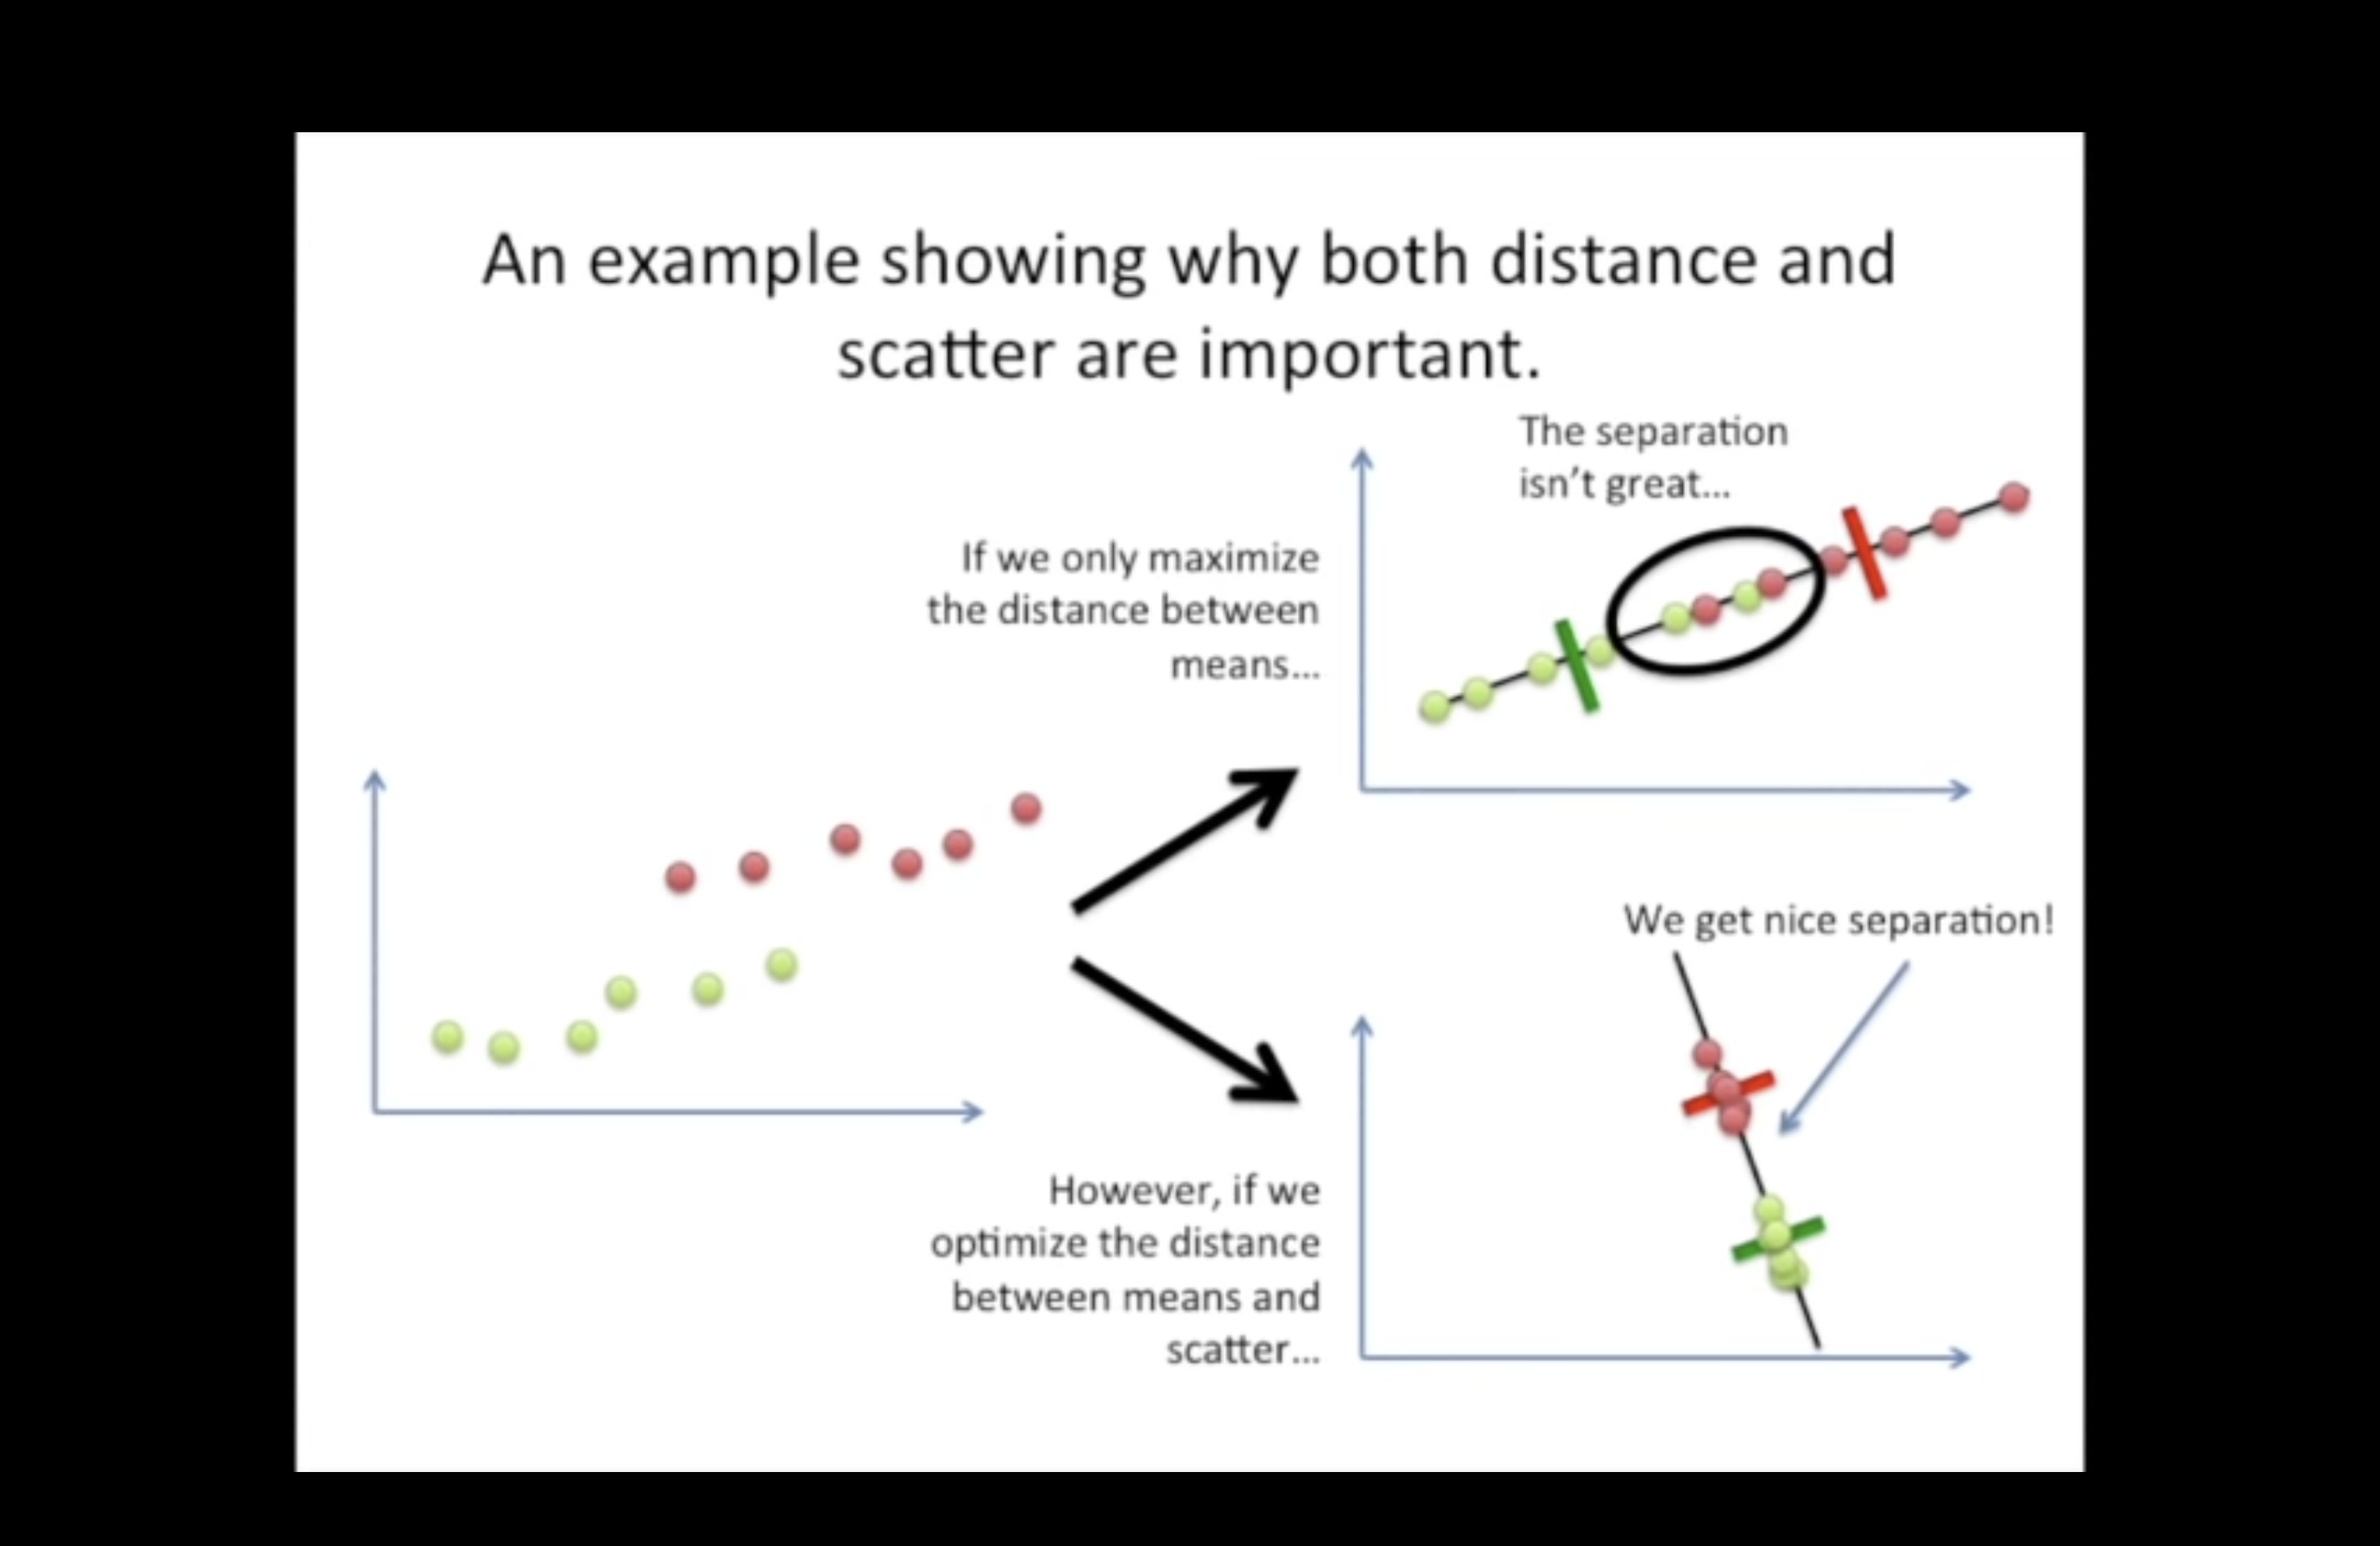 An example showing why both distance and
scatter are important.
The separation
isn't great...
If we only maximize
the distance between
means...
We get nice separation!
However, if we
optimize the distance
between means and
scatter...